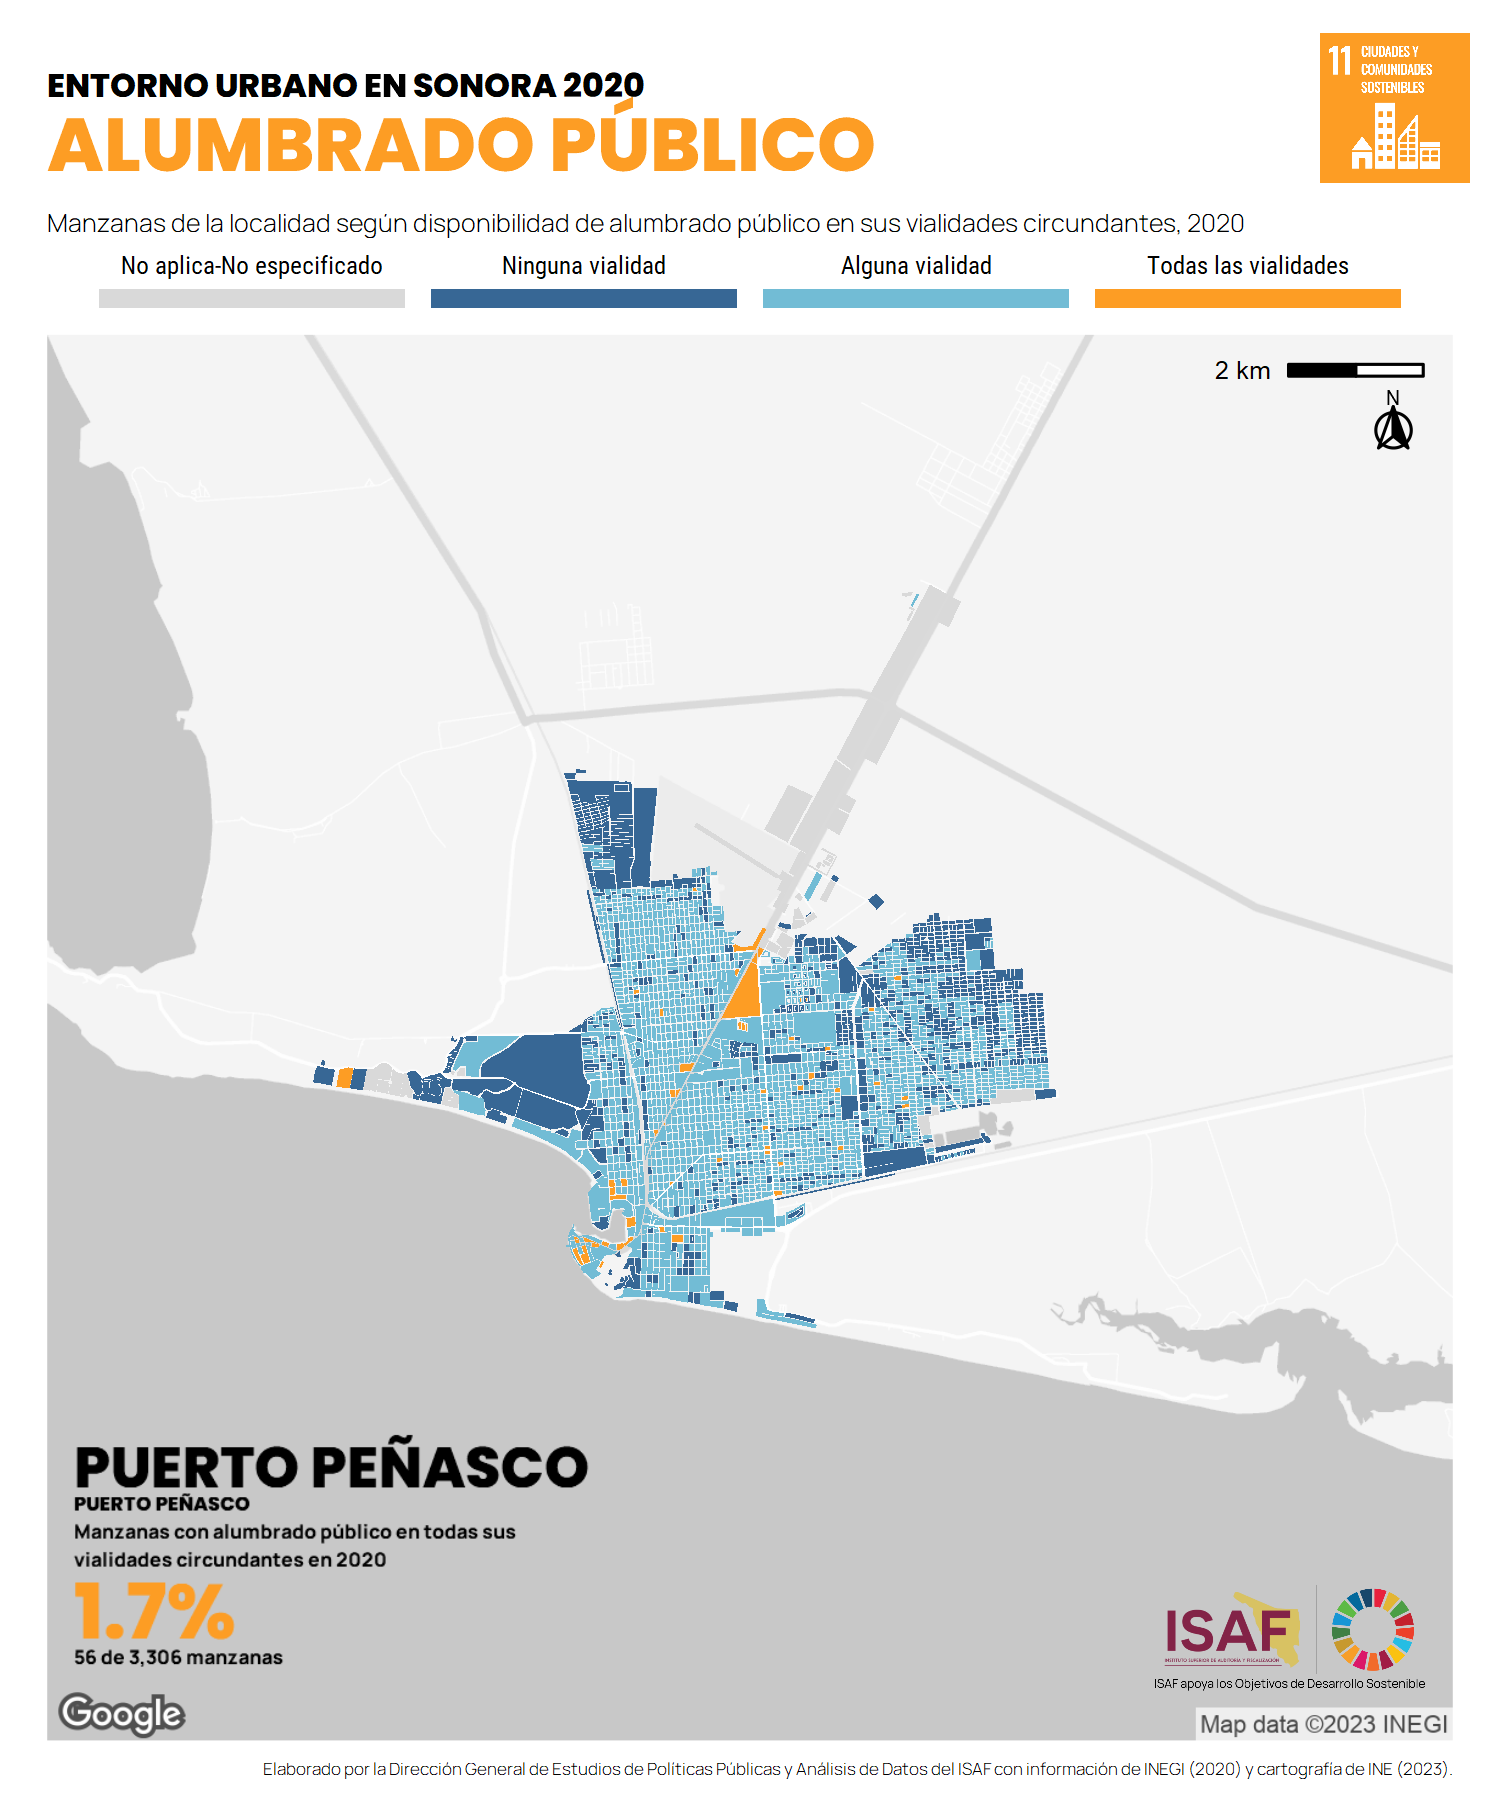 ENTORNO URBANO EN SONORA 2020
ALUMBRADO PÚBLICO
11 CIUDADES Y
COMUNIDADES
SOSTENIBLES
Manzanas de la localidad según disponibilidad de alumbrado público en sus vialidades circundantes, 2020
No aplica-No especificado
Ninguna vialidad
Alguna vialidad
Todas las vialidades
2 km
N
PUERTO PEÑASCO
PUERTO PEÑASCO
Manzanas con alumbrado público en todas sus
vialidades circundantes en 2020
1.7%
56 de 3,306 manzanas
ISAF
INSTITUTO SUPERIOR DE AUDITORÍA Y FISCALIZACIÓN
ISAF apoya los Objetivos de Desarrollo Sostenible
Google
Map data ©2023 INEGI
Elaborado por la Dirección General de Estudios de Políticas Públicas y Análisis de Datos del ISAF con información de INEGI (2020) y cartografía de INE (2023).